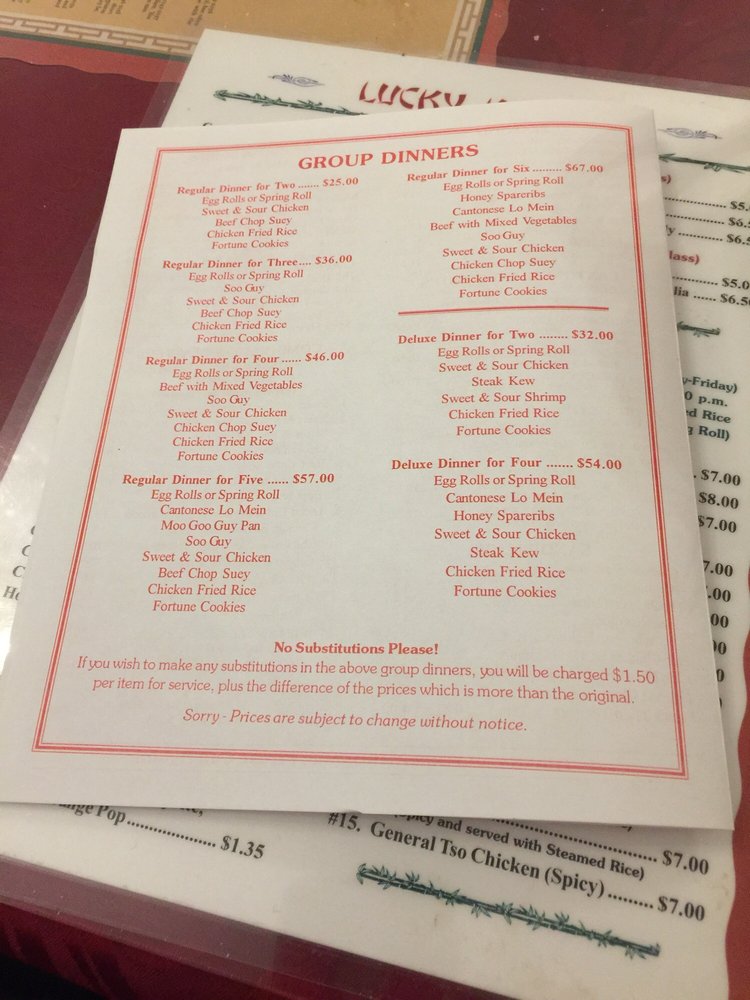 LUCKY
GROUP DINNERS
Regular Dinner for Two ....... $25.00
Egg Rolls or Spring Roll
Sweet & Sour Chicken
Beef Chop Suey
Chicken Fried Rice
Fortune Cookies
Regular Dinner for Three.... $36.00
Egg Rolls or Spring Roll
Soo Guy
Sweet & Sour Chicken
Beef Chop Suey
Chicken Fried Rice
Fortune Cookies
Regular Dinner for Four ...... $46.00
Egg Rolls or Spring Roll
Beef with Mixed Vegetables
Soo Guy
Sweet & Sour Chicken
Chicken Chop Suey
Chicken Fried Rice
Fortune Cookies
Regular Dinner for Five ...... $57.00
Egg Rolls or Spring Roll
Cantonese Lo Mein
Moo Goo Guy Pan
Soo Guy
Sweet & Sour Chicken
Beef Chop Suey
Chicken Fried Rice
Fortune Cookies
Regular Dinner for Six ......... $67.00
Egg Rolls or Spring Roll
Honey Spareribs
Cantonese Lo Mein
Beef with Mixed Vegetables
Soo Guy
Sweet & Sour Chicken
Chicken Chop Suey
Chicken Fried Rice
Fortune Cookies
Deluxe Dinner for Two ........ $32.00
Egg Rolls or Spring Roll
Sweet & Sour Chicken
Steak Kew
Sweet & Sour Shrimp
Chicken Fried Rice
Fortune Cookies
Deluxe Dinner for Four ....... $54.00
Egg Rolls or Spring Roll
Cantonese Lo Mein
Honey Spareribs
Sweet & Sour Chicken
Steak Kew
Chicken Fried Rice
Fortune Cookies
No Substitutions Please!
If you wish to make any substitutions in the above group dinners, you will be charged $1.50
per item for service, plus the difference of the prices which is more than the original.
Sorry - Prices are subject to change without notice.
-Friday)
p.m.
Rice
Roll)
$7.00
$8.00
$7.00
Pop.................... $1.35
and served with Steamed Rice) $7.00
#15. General Tso Chicken (Spicy) ......... $7.00